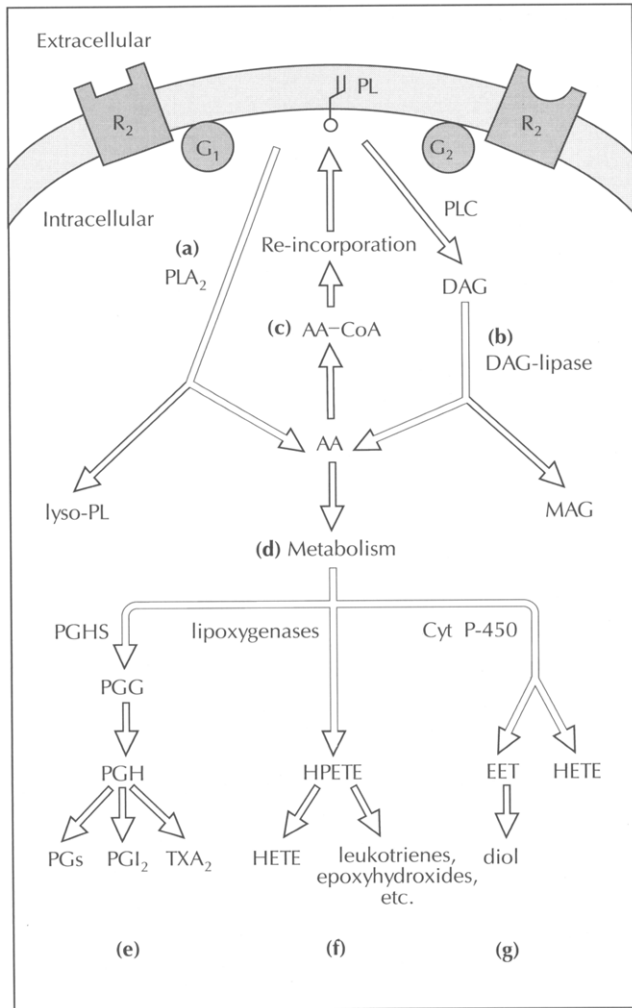 Extracellular
PL
R2
R2
G1
G2
Intracellular
PLC
(a)
PLA2
Re-incorporation
DAG
(c) AA–CoA
(b)
DAG-lipase
AA
lyso-PL
MAG
(d) Metabolism
PGHS
lipoxygenases
Cyt P-450
PGG
PGH
HPETE
EET
HETE
PGs
PGI2
TXA2
HETE
leukotrienes,
epoxyhydroxides,
etc.
diol
(e)
(f)
(g)